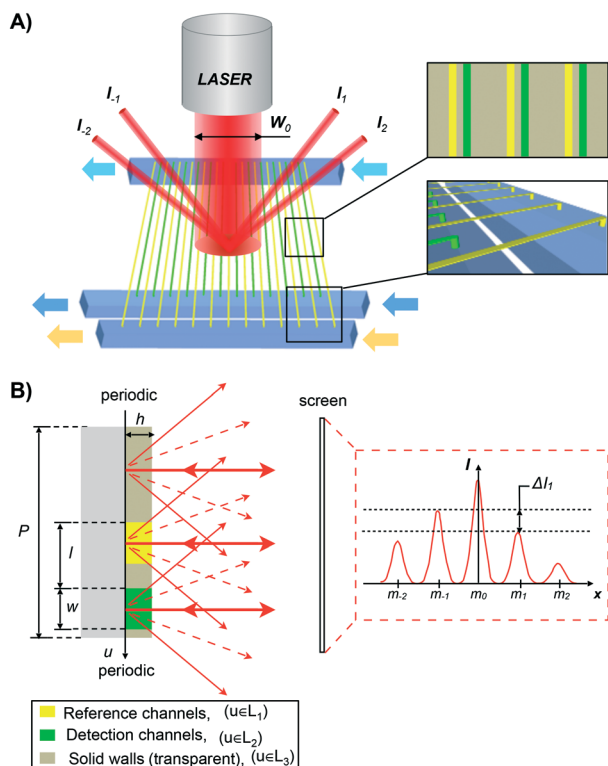 A)
LASER
I-1
I1
I-2
W0
I2
B)
periodic
screen
h
I
ΔI1
P
l
w
m-2
m-1
m0
m1
m2
x
u
periodic
Reference channels, (u∈L1)
Detection channels, (u∈L2)
Solid walls (transparent), (u∈L3)